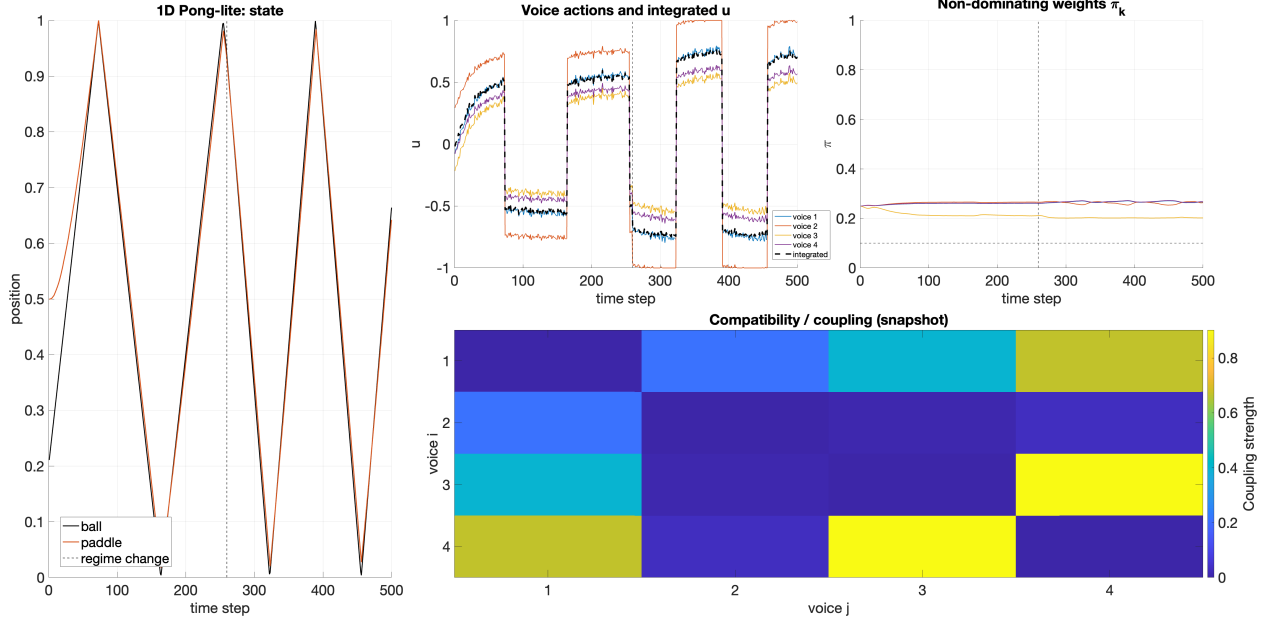 1D Pong-lite: state
1
0.9
0.8
0.7
0.6
0.5
0.4
0.3
0.2
0.1
0
position
0
100
200
300
400
500
time step
ball
paddle
regime change
Voice actions and integrated u
1
0.5
0
-0.5
-1
u
0
100
200
300
400
500
time step
voice 1
voice 2
voice 3
voice 4
integrated
Non-dominating weights πk
1
0.8
0.6
0.4
0.2
0
π
0
100
200
300
400
500
time step
Compatibility / coupling (snapshot)
1
2
3
4
voice i
1
2
3
4
voice j
0.8
0.6
0.4
0.2
0
Coupling strength